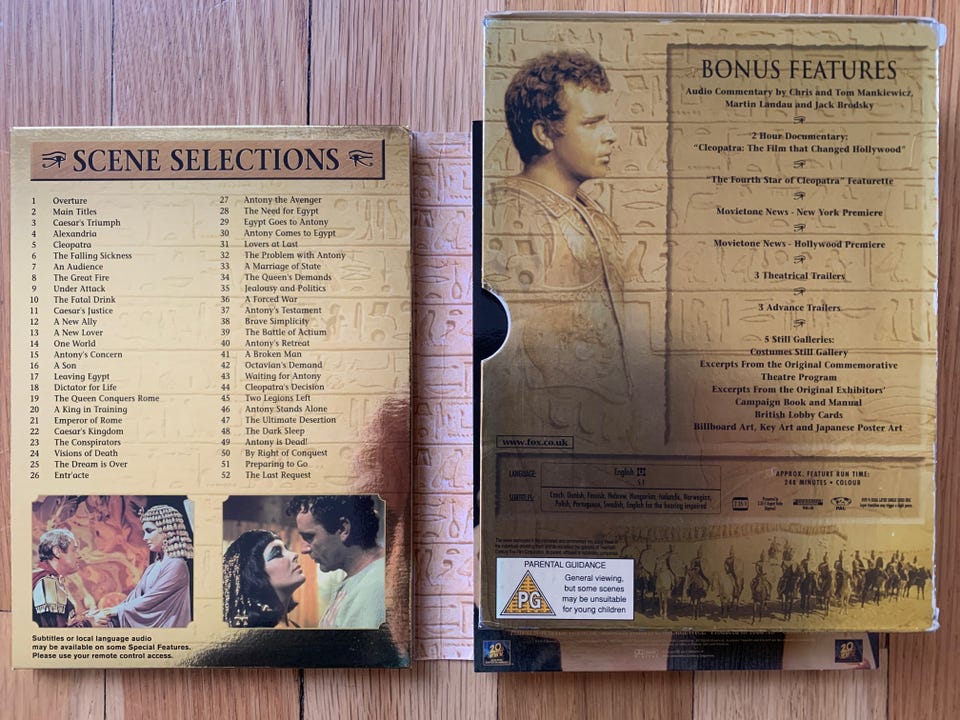 SCENE SELECTIONS
1 Overture
2 Main Titles
3 Caesar's Triumph
4 Alexandria
5 Cleopatra
6 The Falling Sickness
7 An Audience
8 The Great Fire
9 Under Attack
10 The Fatal Drink
11 Caesar's Justice
12 A New Ally
13 A New Lover
14 One World
15 Antony's Concern
16 A Son
17 Leaving Egypt
18 Dictator for Life
19 The Queen Conquers Rome
20 A King in Training
21 Emperor of Rome
22 Caesar's Kingdom
23 The Conspirators
24 Visions of Death
25 The Dream is Over
26 Entr'acte
27 Antony the Avenger
28 The Need for Egypt
29 Egypt Goes to Antony
30 Antony Comes to Egypt
31 Lovers at Last
32 The Problem with Antony
33 A Marriage of State
34 The Queen's Demands
35 Jealousy and Politics
36 A Forced War
37 Antony's Testament
38 Brave Simplicity
39 The Battle of Actium
40 Antony's Retreat
41 A Broken Man
42 Octavian's Demand
43 Waiting for Antony
44 Cleopatra's Decision
45 Two Legions Left
46 Antony Stands Alone
47 The Ultimate Desertion
48 The Dark Sleep
49 Antony is Dead!
50 By Right of Conquest
51 Preparing to Go
52 The Last Request
Subtitles or local language audio
may be available on some Special Features.
Please use your remote control access.
BONUS FEATURES
Audio Commentary by Chris and Tom Mankiewicz,
Martin Landau and Jack Brodsky
2 Hour Documentary:
"Cleopatra: The Film that Changed Hollywood"
"The Fourth Star of Cleopatra" Featurette
Movietone News - New York Premiere
Movietone News - Hollywood Premiere
3 Theatrical Trailers
3 Advance Trailers
5 Still Galleries:
Costumes Still Gallery
Excerpts From the Original Commemorative
Theatre Program
Excerpts From the Original Exhibitors'
Campaign Book and Manual
British Lobby Cards
Billboard Art, Key Art and Japanese Poster Art
www.fox.co.uk
LANGUAGE: English
5.1
SUBTITLES: Czech, Danish, Finnish, Hebrew, Hungarian, Icelandic, Norwegian,
Polish, Portuguese, Swedish, English for the hearing impaired
APPROX. FEATURE RUN TIME:
248 MINUTES • COLOUR
PAL
PARENTAL GUIDANCE
PG
General viewing,
but some scenes
may be unsuitable
for young children
20
20